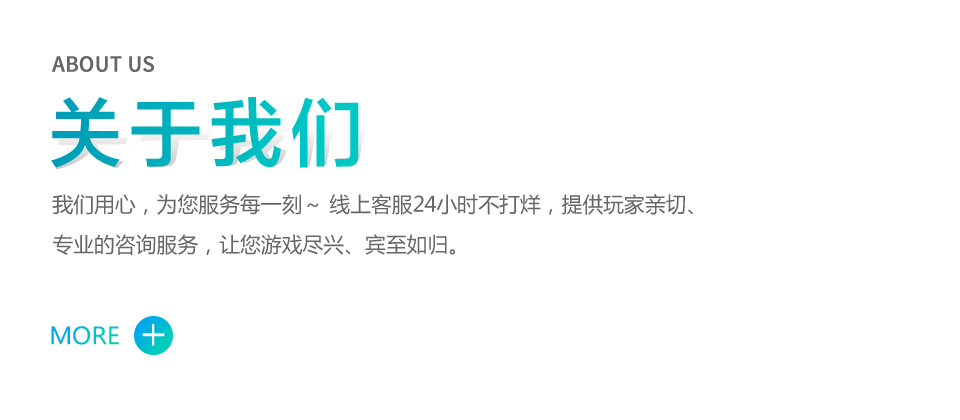 ABOUT US
关于我们
我们用心，为您服务每一刻～ 线上客服24小时不打烊，提供玩家亲切、
专业的咨询服务，让您游戏尽兴、宾至如归。
MORE